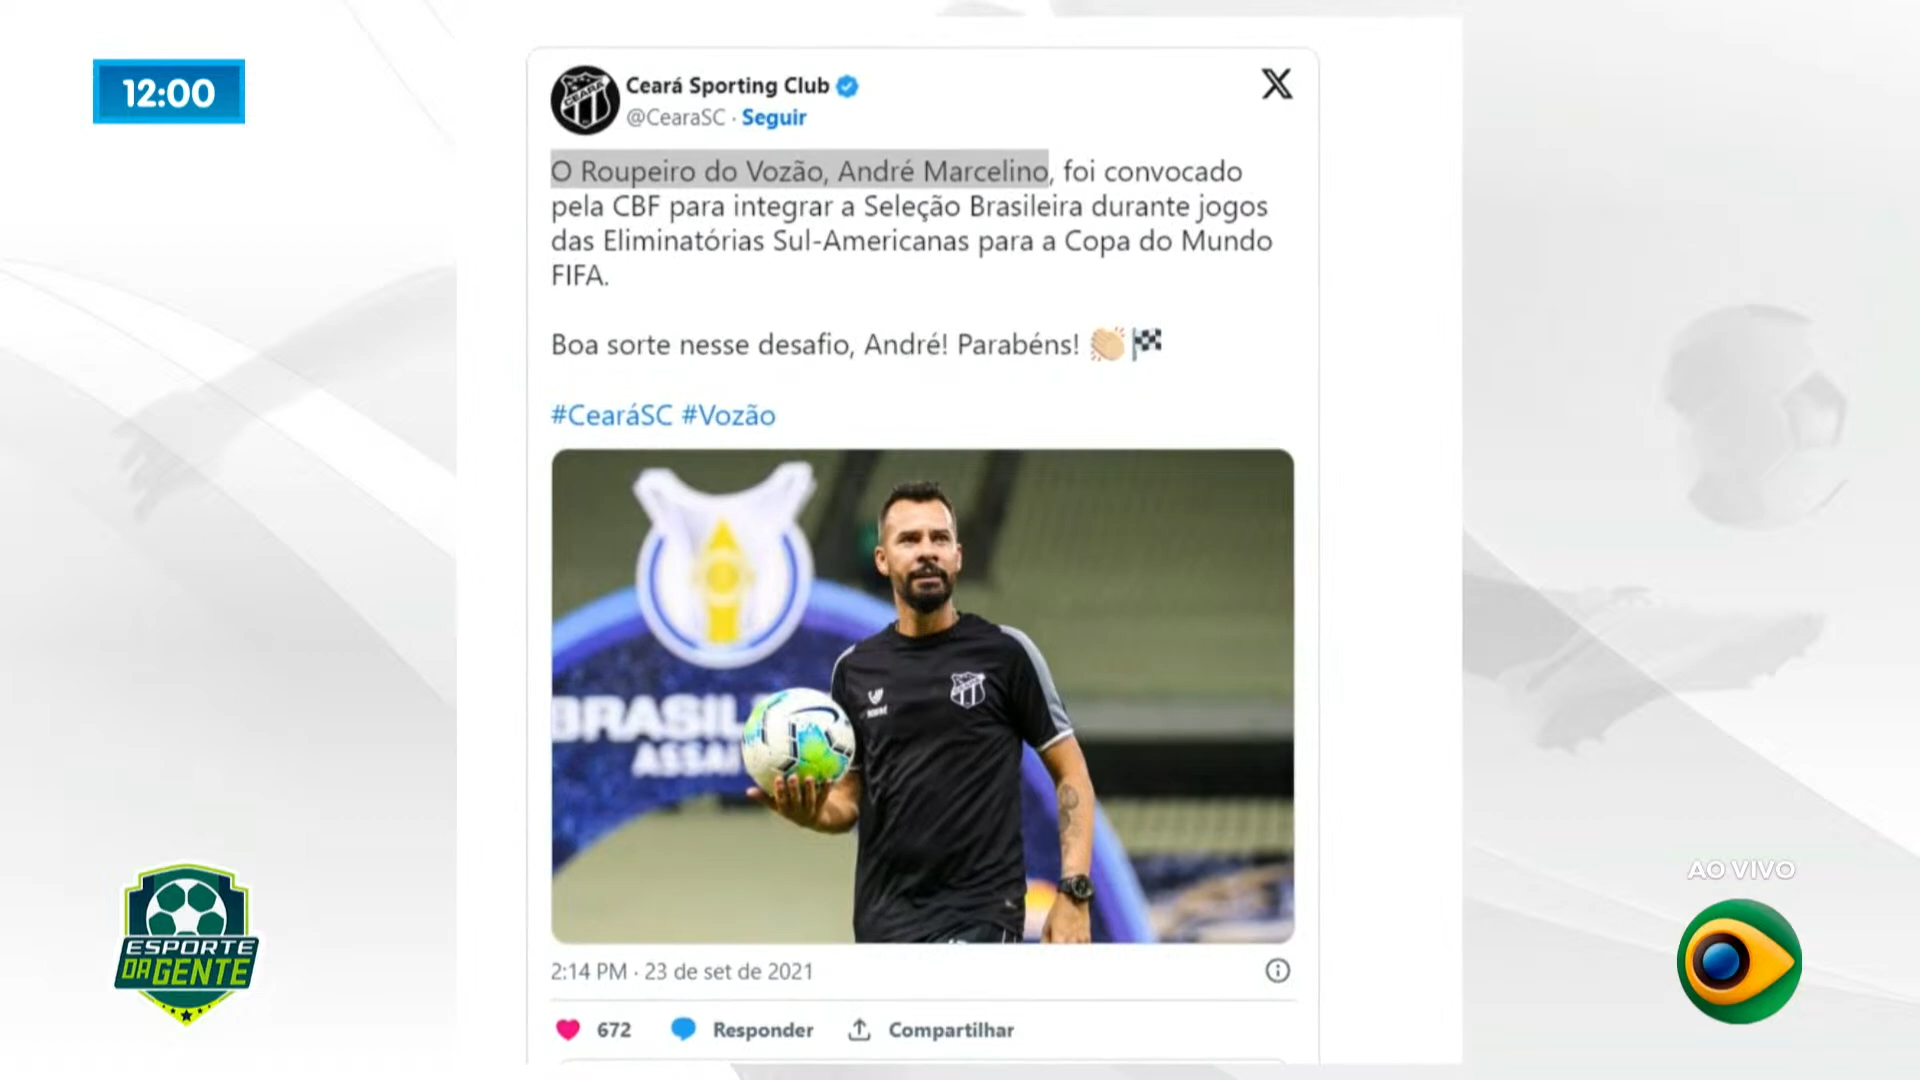 12:00
Ceará Sporting Club
@CearaSC · Seguir
O Roupeiro do Vozão, André Marcelino, foi convocado
pela CBF para integrar a Seleção Brasileira durante jogos
das Eliminatórias Sul-Americanas para a Copa do Mundo
FIFA.
Boa sorte nesse desafio, André! Parabéns! 👏🏼🏁
#CearáSC #Vozão
BRASIL
ASSAÍ
2:14 PM · 23 de set de 2021
672 Responder Compartilhar
ESPORTE
DA GENTE
AO VIVO